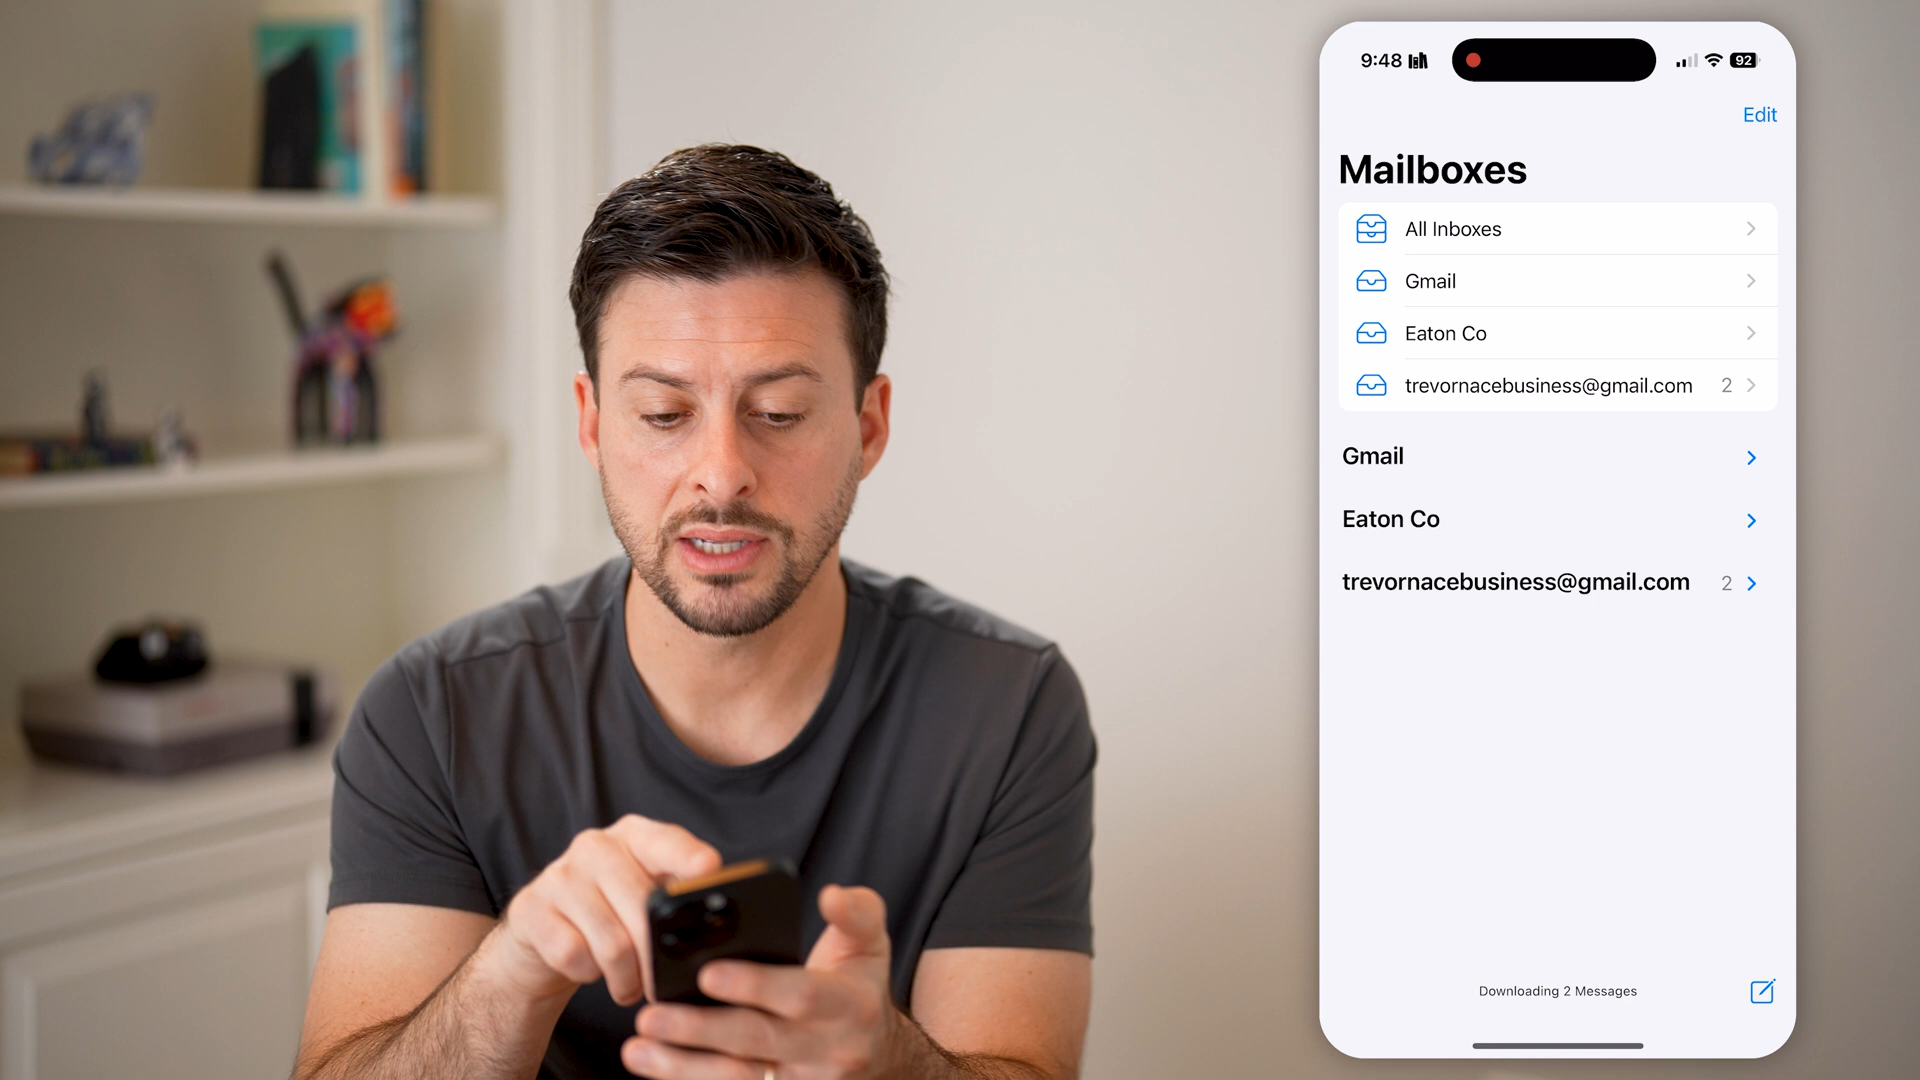 9:48
92
Edit
Mailboxes
All Inboxes
Gmail
Eaton Co
trevornacebusiness@gmail.com 2
Gmail
Eaton Co
trevornacebusiness@gmail.com 2
Downloading 2 Messages